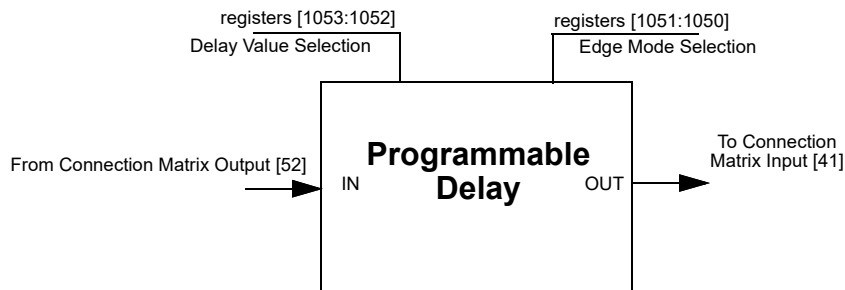 registers [1053:1052]
Delay Value Selection
registers [1051:1050]
Edge Mode Selection
From Connection Matrix Output [52]
IN
Programmable
Delay
OUT
To Connection
Matrix Input [41]